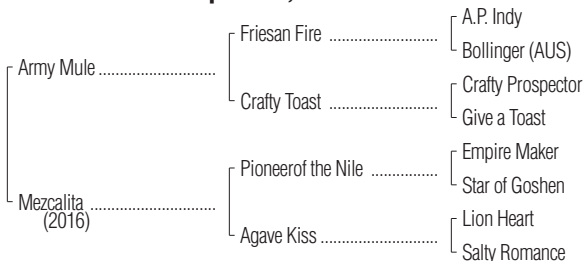 A.P. Indy
Friesan Fire ....................
Bollinger (AUS)
Army Mule ......................
Crafty Prospector
Crafty Toast ....................
Give a Toast
Empire Maker
Pioneerof the Nile ............
Star of Goshen
Mezcalita ........................
(2016)
Lion Heart
Agave Kiss ......................
Salty Romance